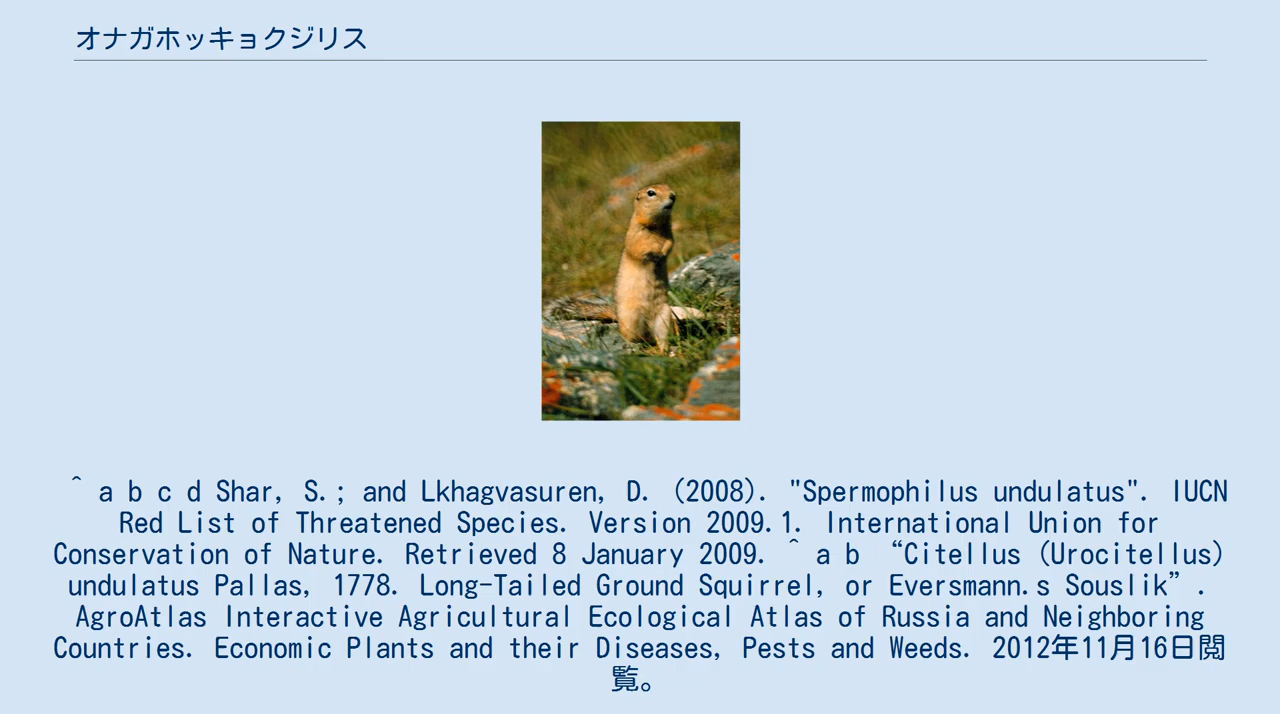 オナガホッキョクジリス
^ a b c d Shar, S.; and Lkhagvasuren, D. (2008). "Spermophilus undulatus". IUCN
Red List of Threatened Species. Version 2009.1. International Union for
Conservation of Nature. Retrieved 8 January 2009. ^ a b “Citellus (Urocitellus)
undulatus Pallas, 1778. Long-Tailed Ground Squirrel, or Eversmann.s Souslik”.
AgroAtlas Interactive Agricultural Ecological Atlas of Russia and Neighboring
Countries. Economic Plants and their Diseases, Pests and Weeds. 2012年11月16日閲
覧。